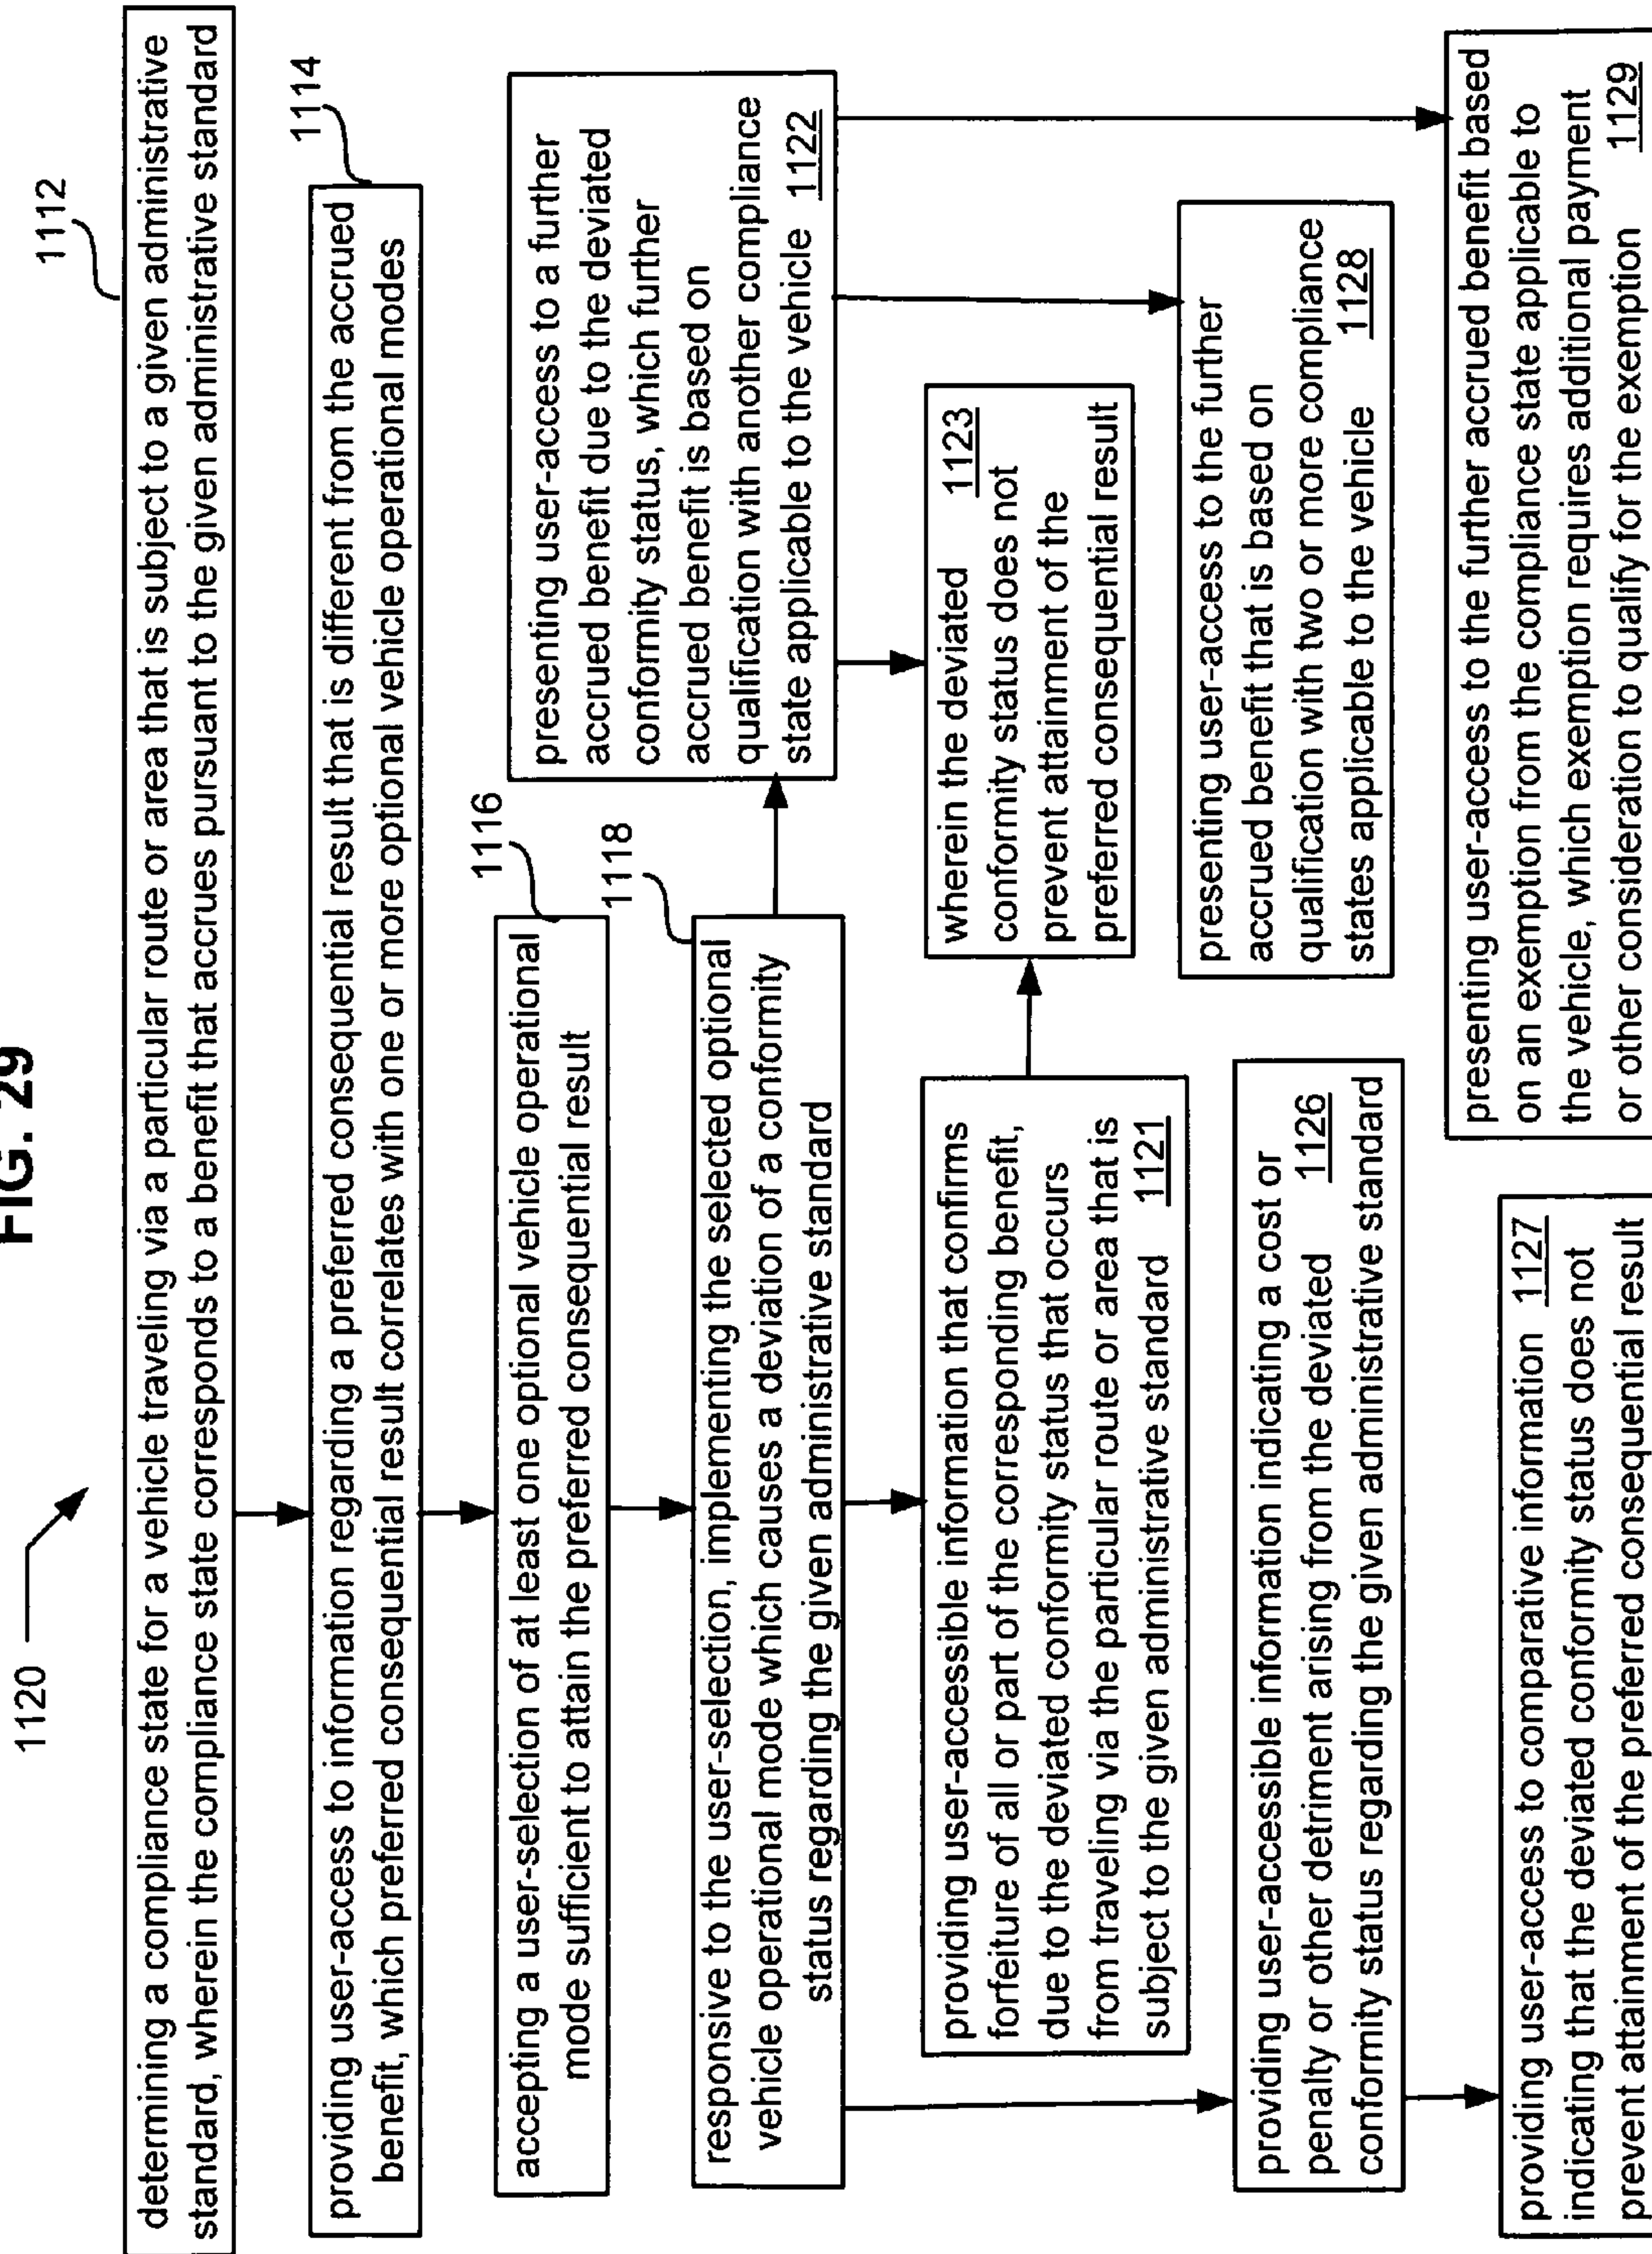 FIG. 29
1120
1112
determining a compliance state for a vehicle traveling via a particular route or area that is subject to a given administrative
standard, wherein the compliance state corresponds to a benefit that accrues pursuant to the given administrative standard
1114
providing user-access to information regarding a preferred consequential result that is different from the accrued
benefit, which preferred consequential result correlates with one or more optional vehicle operational modes
1116
accepting a user-selection of at least one optional vehicle operational
mode sufficient to attain the preferred consequential result
1118
responsive to the user-selection, implementing the selected optional
vehicle operational mode which causes a deviation of a conformity
status regarding the given administrative standard
presenting user-access to a further
accrued benefit due to the deviated
conformity status, which further
accrued benefit is based on
qualification with another compliance
state applicable to the vehicle 1122
providing user-accessible information that confirms
forfeiture of all or part of the corresponding benefit,
due to the deviated conformity status that occurs
from traveling via the particular route or area that is
subject to the given administrative standard 1121
wherein the deviated 1123
conformity status does not
prevent attainment of the
preferred consequential result
providing user-accessible information indicating a cost or
penalty or other detriment arising from the deviated 1126
conformity status regarding the given administrative standard
presenting user-access to the further
accrued benefit that is based on
qualification with two or more compliance
states applicable to the vehicle 1128
providing user-access to comparative information 1127
indicating that the deviated conformity status does not
prevent attainment of the preferred consequential result
presenting user-access to the further accrued benefit based
on an exemption from the compliance state applicable to
the vehicle, which exemption requires additional payment
or other consideration to qualify for the exemption 1129